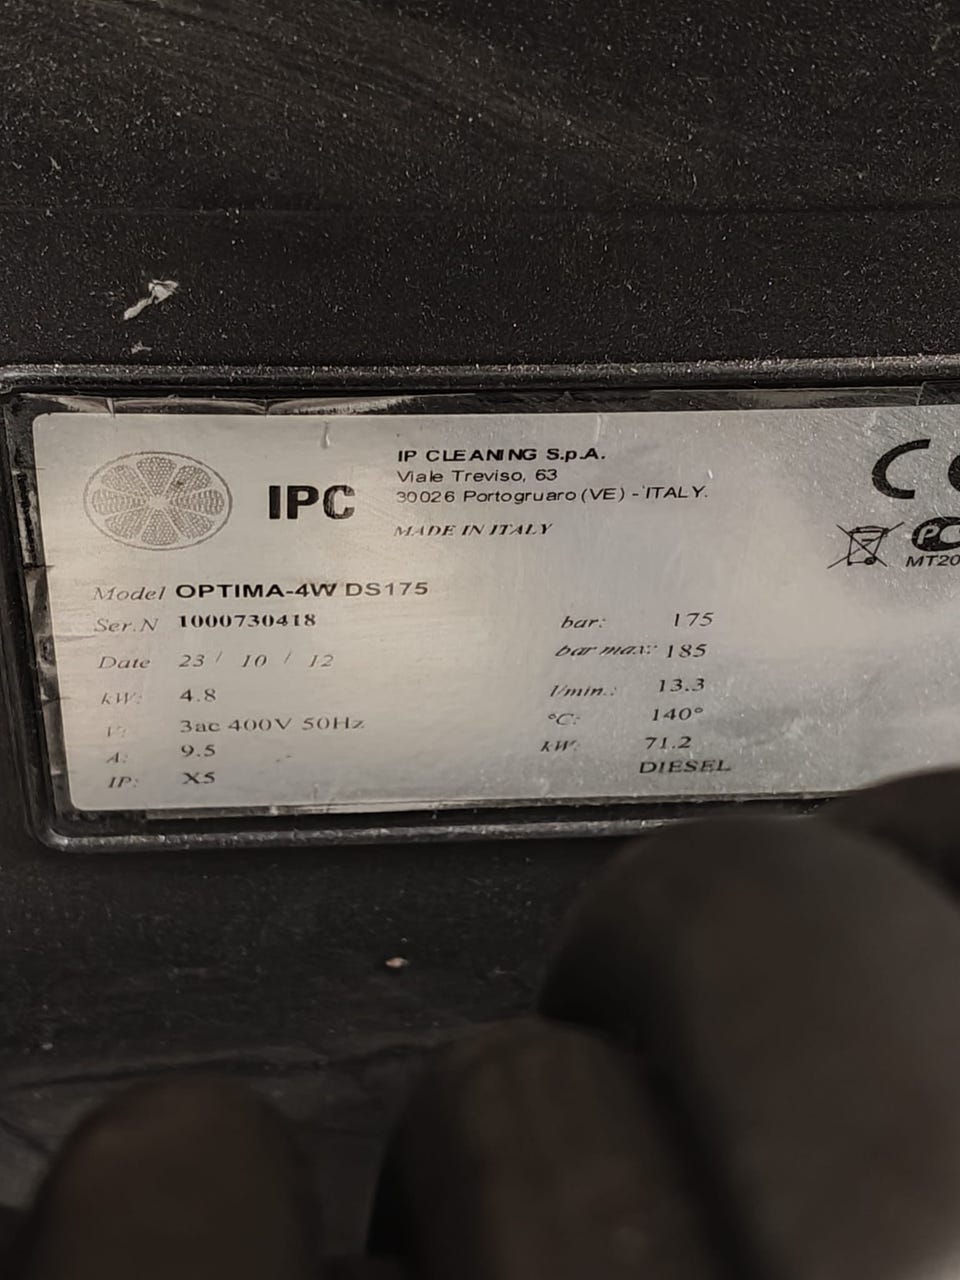 IPC
IP CLEANING S.p.A.
Viale Treviso, 63
30026 Portogruaro (VE) - ITALY.
MADE IN ITALY
CE
PC
MT20
Model OPTIMA-4W DS175
Ser.N 1000730418
Date 23 / 10 / 12
kW: 4.8
V: 3ac 400V 50Hz
A: 9.5
IP: X5
bar: 175
bar max: 185
l/min.: 13.3
°C: 140°
kW: 71.2
DIESEL